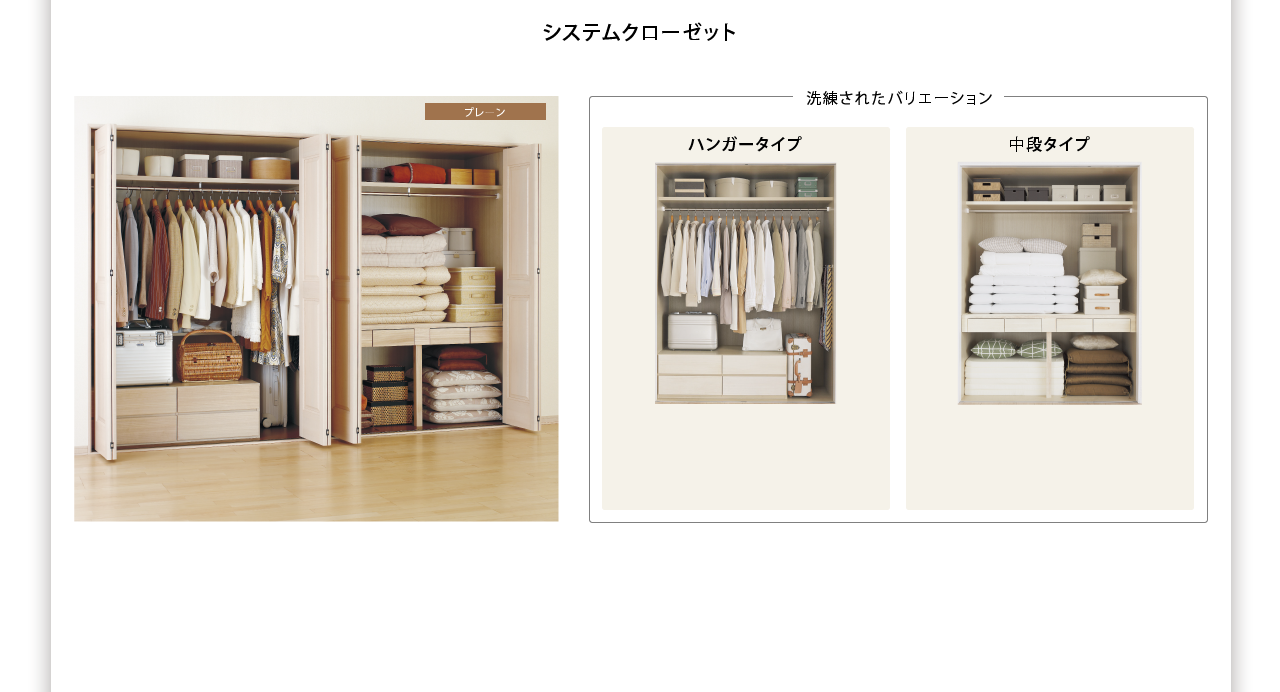 システムクローゼット
プレーン
洗練されたバリエーション
ハンガータイプ
中段タイプ